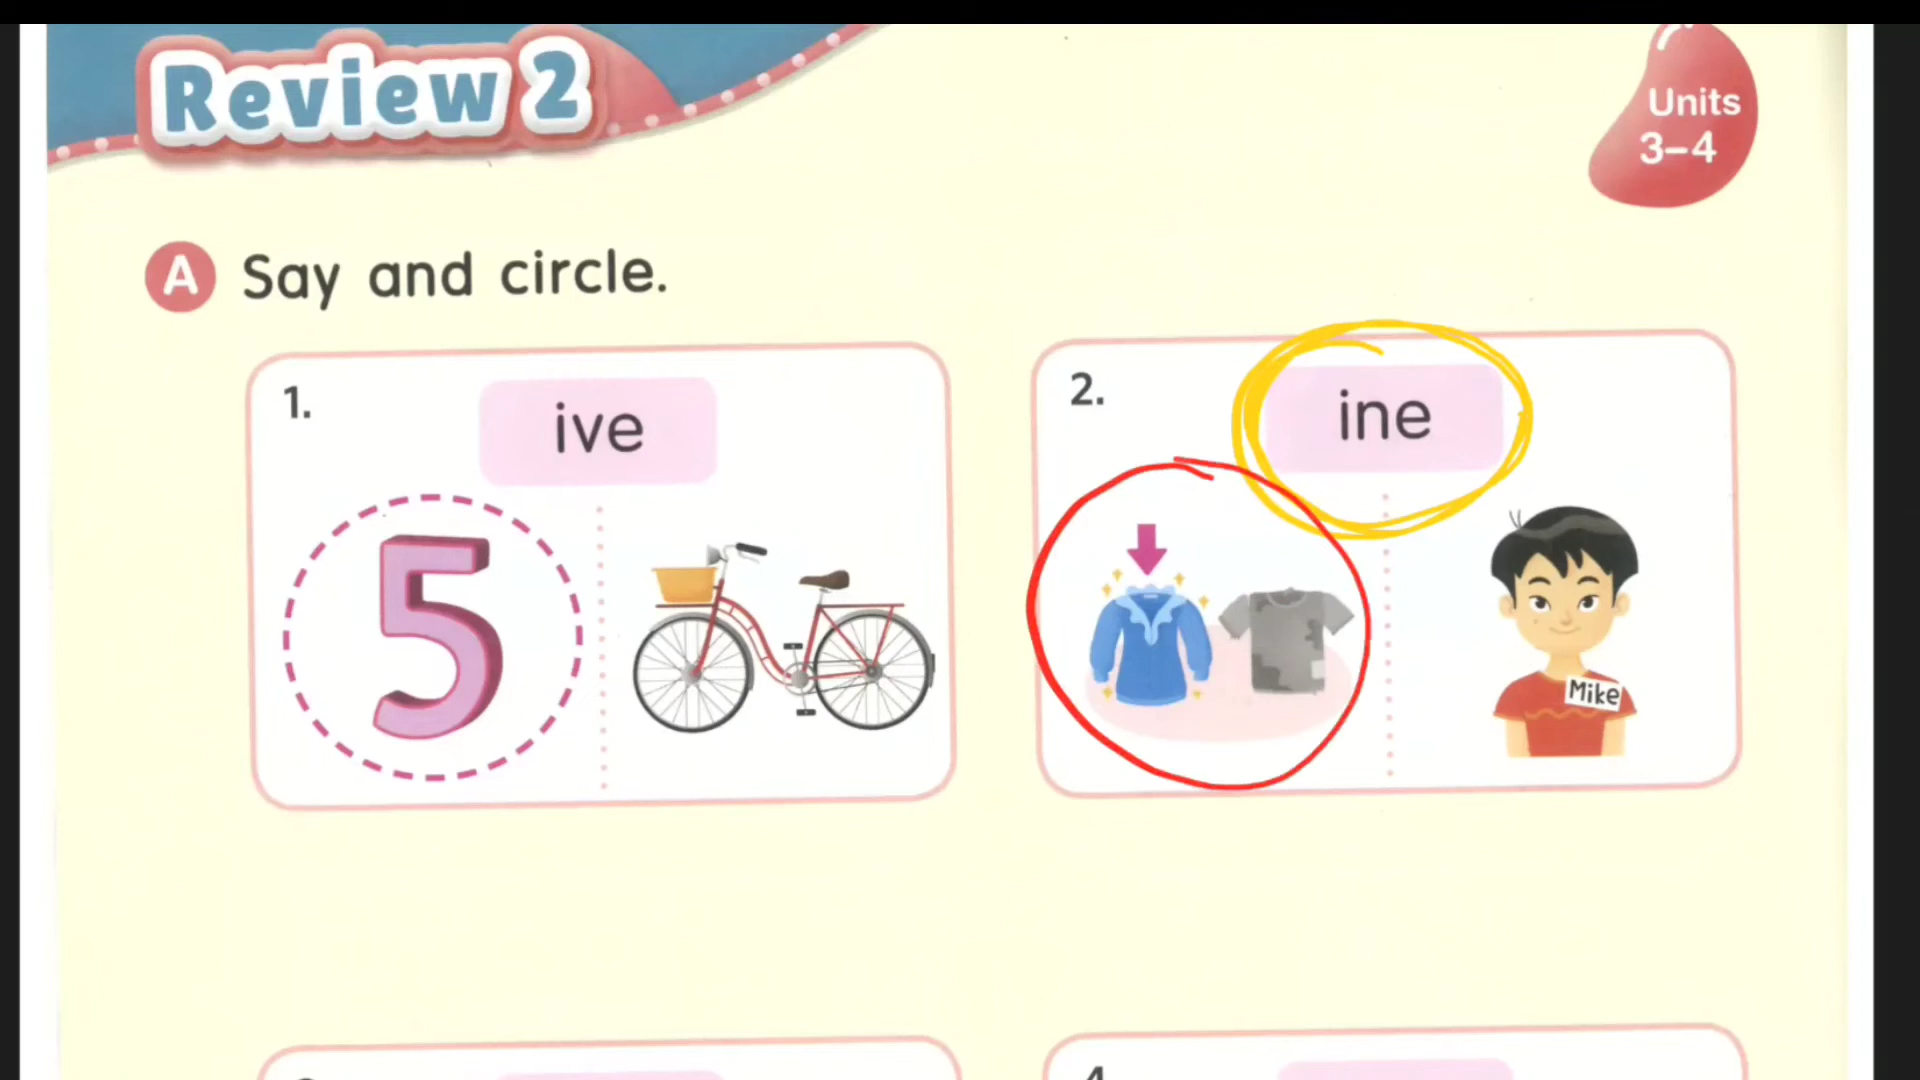 Review 2
Units
3-4
A Say and circle.
1.
ive
2.
ine
5
Mike